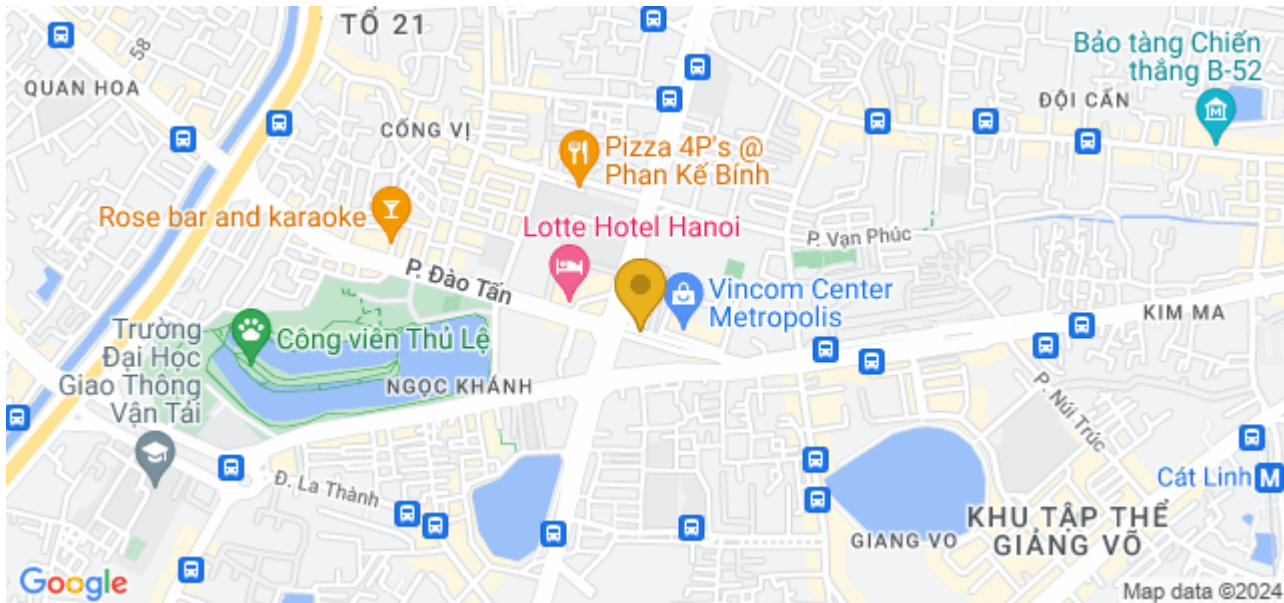 TỔ 21
58
QUAN HOA
Bảo tàng Chiến
thắng B-52
ĐỘI CẤN
CỐNG VỊ
Pizza 4P's @
Phan Kế Bính
Rose bar and karaoke
Lotte Hotel Hanoi
P. Vạn Phúc
P. Đào Tấn
Vincom Center
Metropolis
KIM MA
Trường
Đại Học
Giao Thông
Vận Tải
Công viên Thủ Lệ
NGỌC KHÁNH
P. Núi Trúc
Cát Linh
M
Đ. La Thành
GIANG VO
KHU TẬP THỂ
GIẢNG VÕ
Google
Map data ©2024